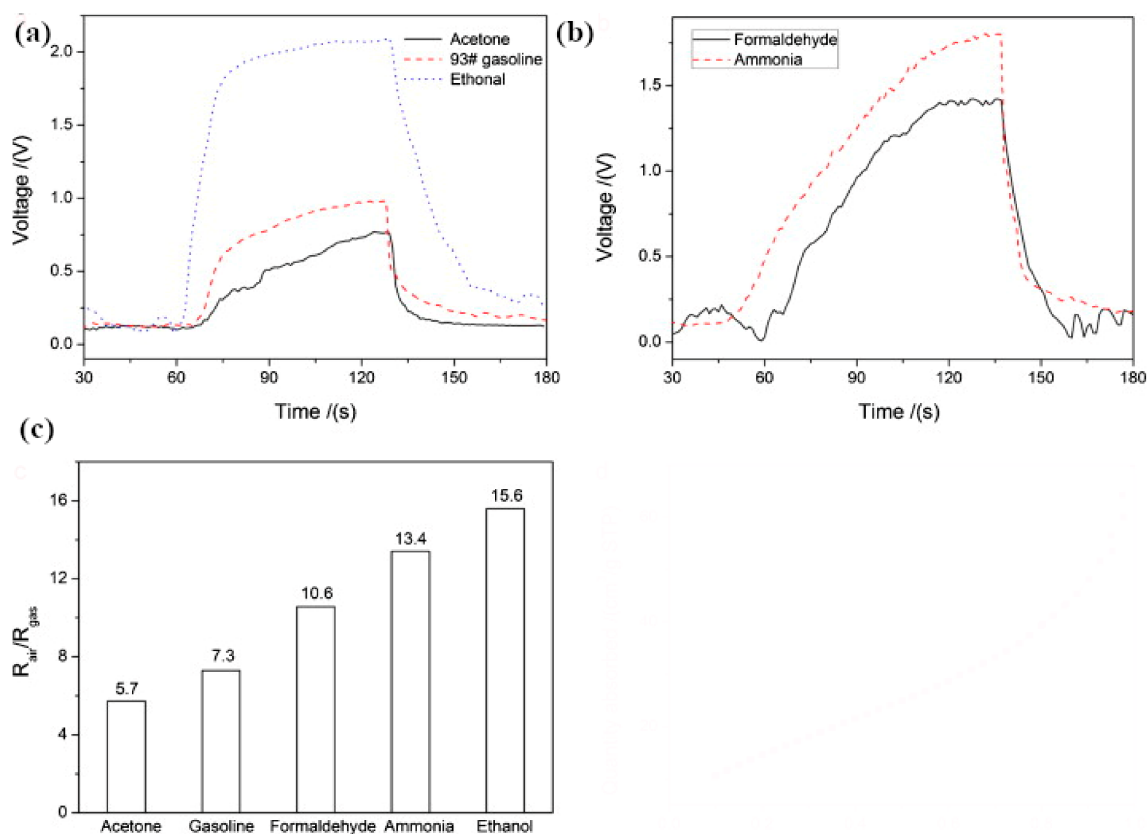 (a)
Acetone
93# gasoline
Ethonal
Voltage /(V)
2.0
1.5
1.0
0.5
0.0
30 60 90 120 150 180
Time /(s)
(b)
Formaldehyde
Ammonia
Voltage /(V)
1.5
1.0
0.5
0.0
30 60 90 120 150 180
Time /(s)
(c)
R_air/R_gas
16
12
8
4
0
5.7
7.3
10.6
13.4
15.6
Acetone Gasoline Formaldehyde Ammonia Ethanol